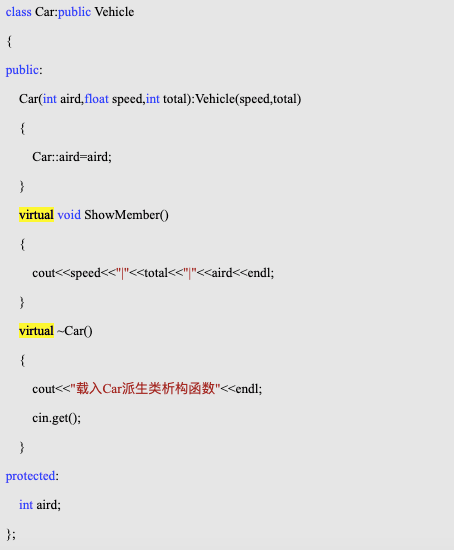 class Car:public Vehicle
{
public:
Car(int aird,float speed,int total):Vehicle(speed,total)
{
Car::aird=aird;
}
virtual void ShowMember()
{
cout<<speed<<"|"<<total<<"|"<<aird<<endl;
}
virtual ~Car()
{
cout<<"载入Car派生类析构函数"<<endl;
cin.get();
}
protected:
int aird;
};